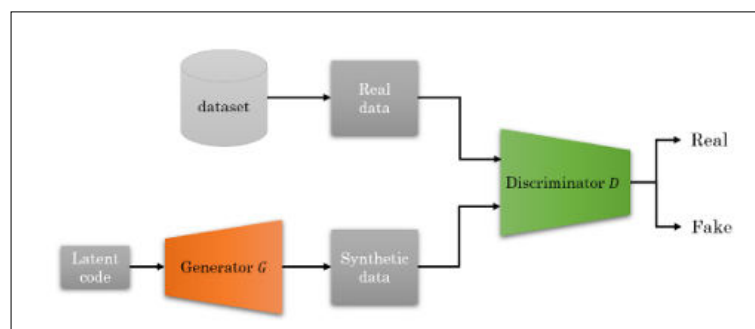 dataset
Real
data
Discriminator D
Real
Fake
Latent
code
Generator G
Synthetic
data